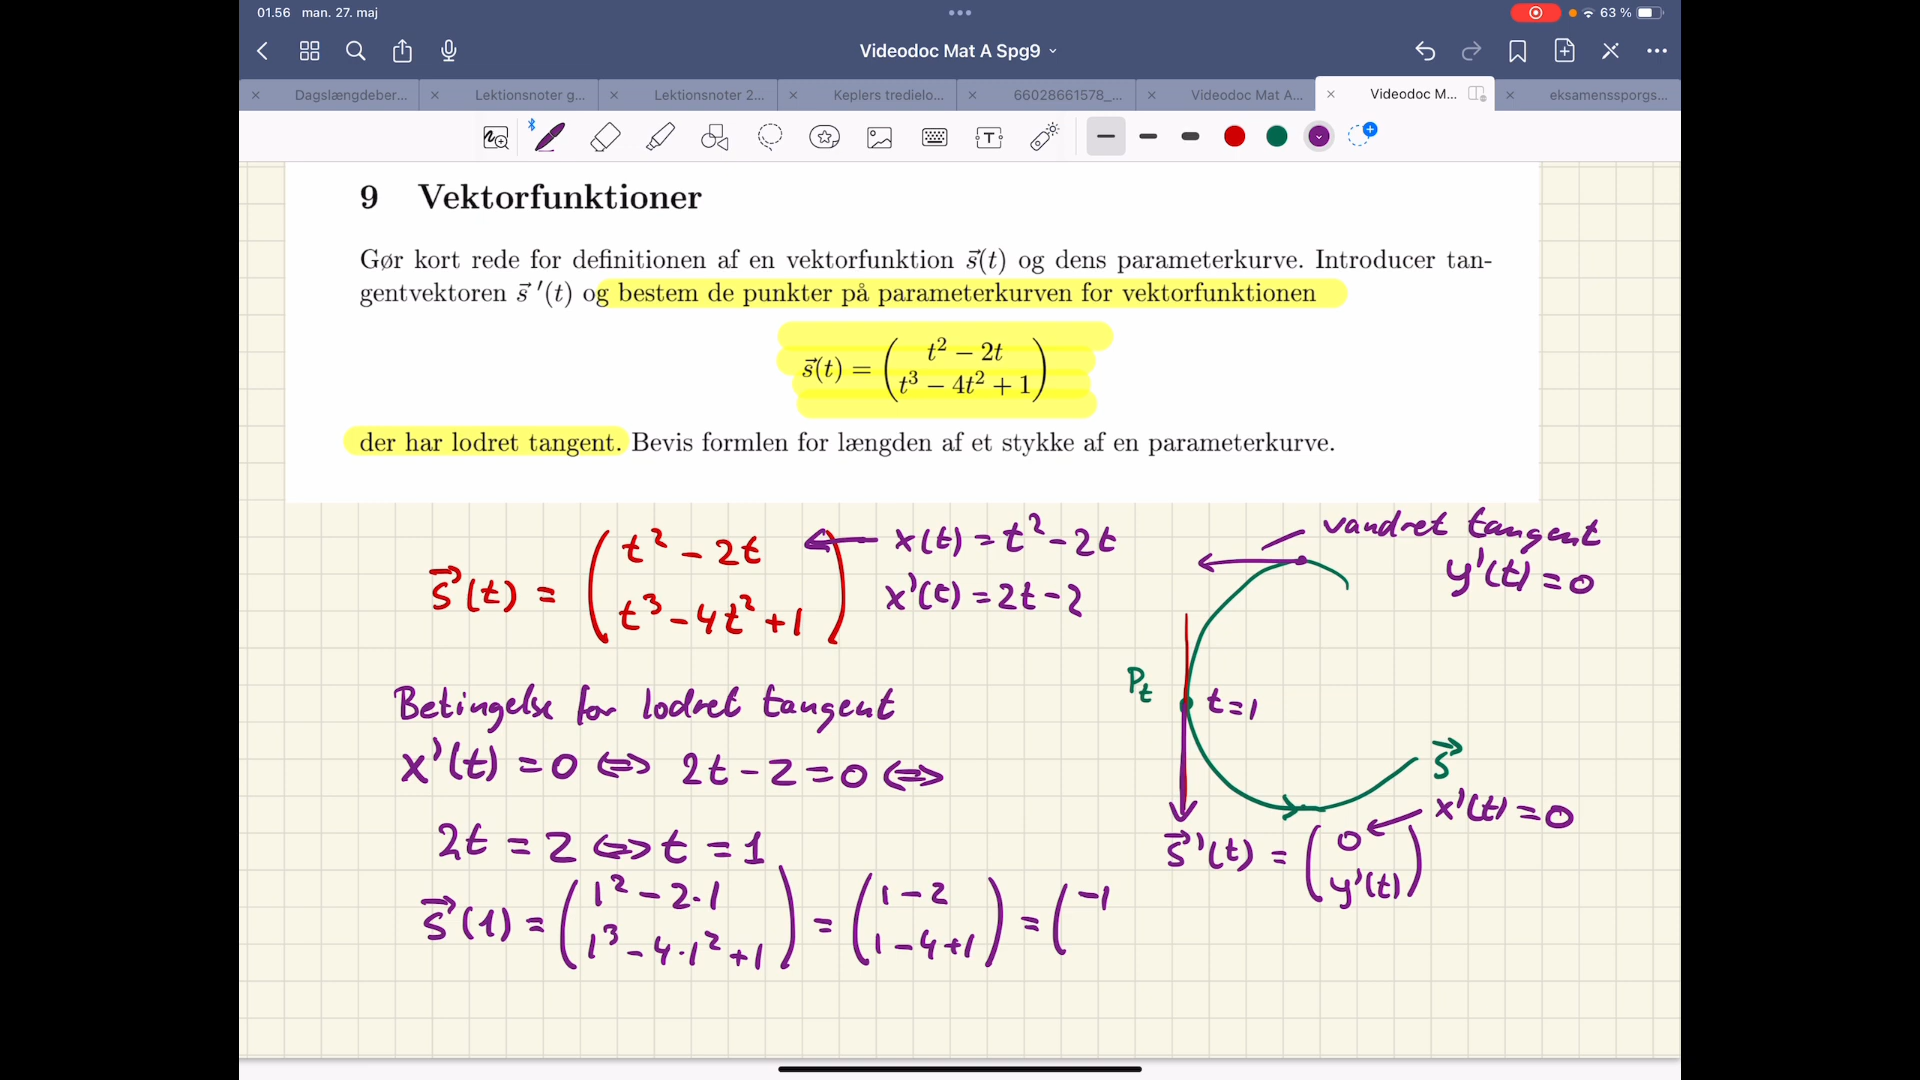 01.56 man. 27. maj
63 %
Videodoc Mat A Spg9
Dagslængdeber...
Lektionsnoter g...
Lektionsnoter 2...
Keplers tredielo...
66028661578_...
Videodoc Mat A...
Videodoc M...
eksamenssporgs...
9 Vektorfunktioner
Gør kort rede for definitionen af en vektorfunktion s⃗(t) og dens parameterkurve. Introducer tan-
gentvektoren s⃗ ′(t) og bestem de punkter på parameterkurven for vektorfunktionen
s⃗(t) = ( t² − 2t
t³ − 4t² + 1 )
der har lodret tangent. Bevis formlen for længden af et stykke af en parameterkurve.
s⃗(t) = ( t² − 2t
t³ − 4t² + 1 )
← x(t) = t² − 2t
x'(t) = 2t − 2
vandret tangent
y'(t) = 0
Betingelse for lodret tangent
x'(t) = 0 ⇔ 2t − 2 = 0 ⇔
2t = 2 ⇔ t = 1
s⃗(1) = ( 1² − 2·1
1³ − 4·1² + 1 ) = ( 1 − 2
1 − 4 + 1 ) = ( −1
Pt
t = 1
s⃗
x'(t) = 0
s⃗'(t) = ( 0
y'(t) )